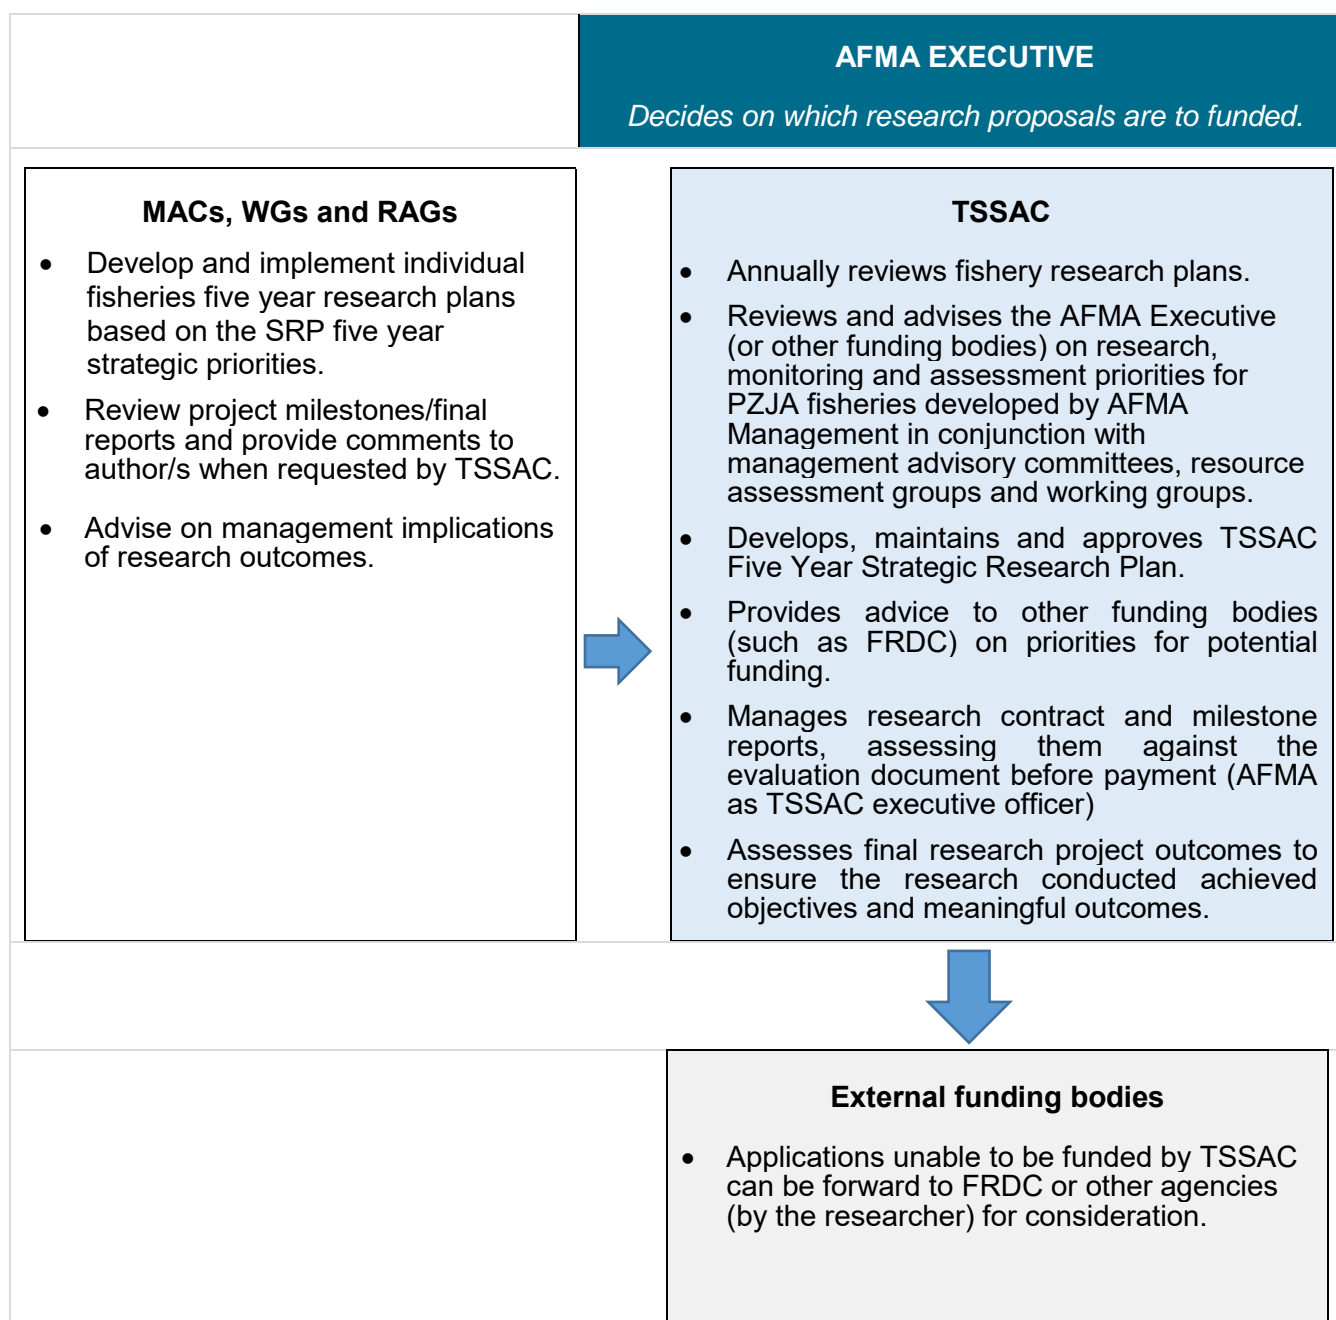 AFMA EXECUTIVE
Decides on which research proposals are to funded.
MACs, WGs and RAGs
• Develop and implement individual
fisheries five year research plans
based on the SRP five year
strategic priorities.
• Review project milestones/final
reports and provide comments to
author/s when requested by TSSAC.
• Advise on management implications
of research outcomes.
TSSAC
• Annually reviews fishery research plans.
• Reviews and advises the AFMA Executive
(or other funding bodies) on research,
monitoring and assessment priorities for
PZJA fisheries developed by AFMA
Management in conjunction with
management advisory committees, resource
assessment groups and working groups.
• Develops, maintains and approves TSSAC
Five Year Strategic Research Plan.
• Provides advice to other funding bodies
(such as FRDC) on priorities for potential
funding.
• Manages research contract and milestone
reports, assessing them against the
evaluation document before payment (AFMA
as TSSAC executive officer)
• Assesses final research project outcomes to
ensure the research conducted achieved
objectives and meaningful outcomes.
External funding bodies
• Applications unable to be funded by TSSAC
can be forward to FRDC or other agencies
(by the researcher) for consideration.